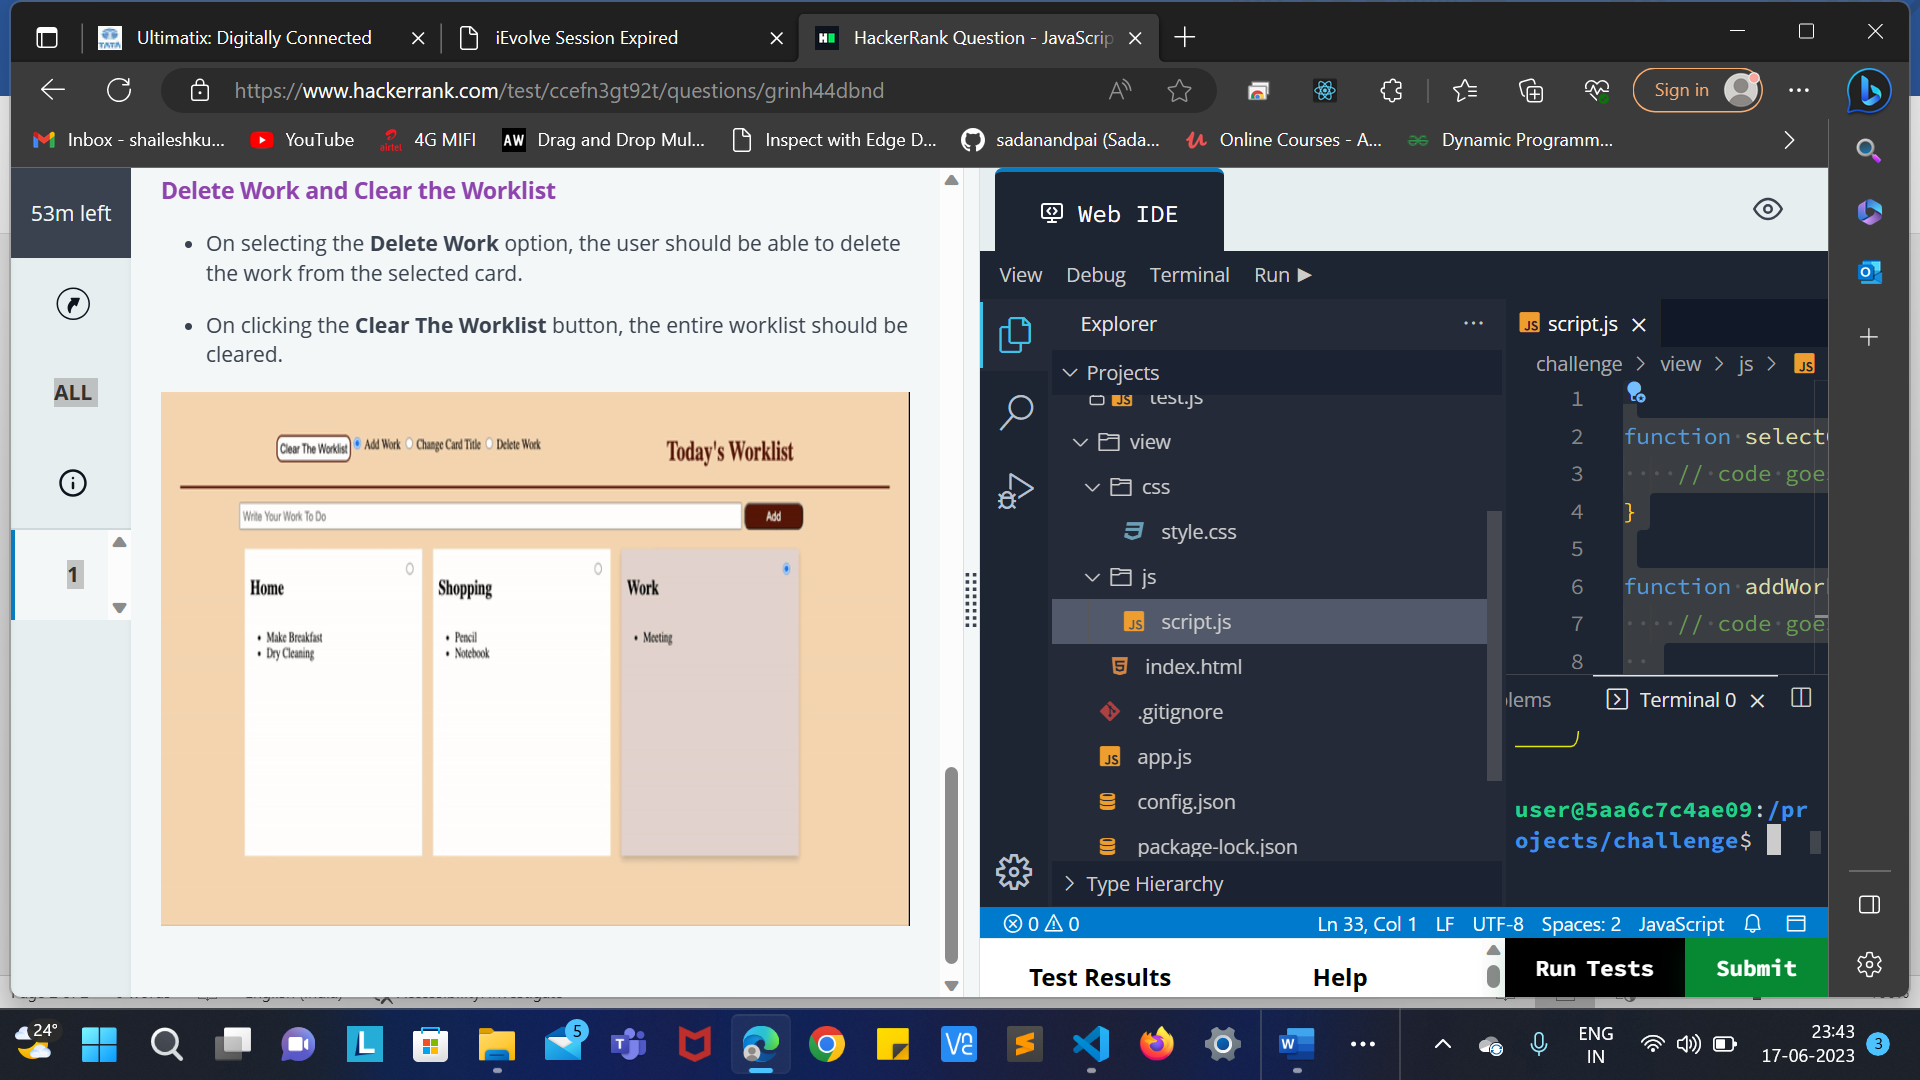 Ultimatix: Digitally Connected
iEvolve Session Expired
HackerRank Question - JavaScrip
https://www.hackerrank.com/test/ccefn3gt92t/questions/grinh44dbnd
Sign in
Inbox - shaileshku...
YouTube
4G MIFI
Drag and Drop Mul...
Inspect with Edge D...
sadanandpai (Sada...
Online Courses - A...
Dynamic Programm...
53m left
ALL
1
Delete Work and Clear the Worklist
On selecting the Delete Work option, the user should be able to delete
the work from the selected card.
On clicking the Clear The Worklist button, the entire worklist should be
cleared.
Clear The Worklist Add Work Change Card Title Delete Work
Today's Worklist
Write Your Work To Do
Add
Home
Make Breakfast
Dry Cleaning
Shopping
Pencil
Notebook
Work
Meeting
Web IDE
View Debug Terminal Run
Explorer
Projects
test.js
view
css
style.css
js
script.js
index.html
.gitignore
app.js
config.json
package-lock.json
Type Hierarchy
script.js
challenge view js
1
2 function select
3 // code goe
4 }
5
6 function addWor
7 // code goe
8
lems
Terminal 0
user@5aa6c7c4ae09:/pr
ojects/challenge$
0 0
Ln 33, Col 1 LF UTF-8 Spaces: 2 JavaScript
Test Results
Help
Run Tests
Submit
24°
5
ENG
IN
23:43
17-06-2023
3